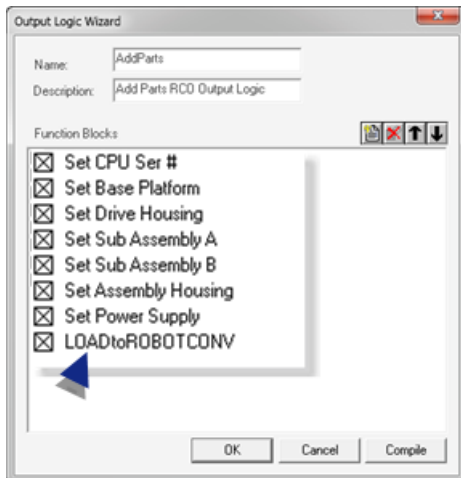 Output Logic Wizard
Name: AddParts
Description: Add Parts RCO Output Logic
Function Blocks
Set CPU Ser #
Set Base Platform
Set Drive Housing
Set Sub Assembly A
Set Sub Assembly B
Set Assembly Housing
Set Power Supply
LOADtoROBOTCONV
OK Cancel Compile